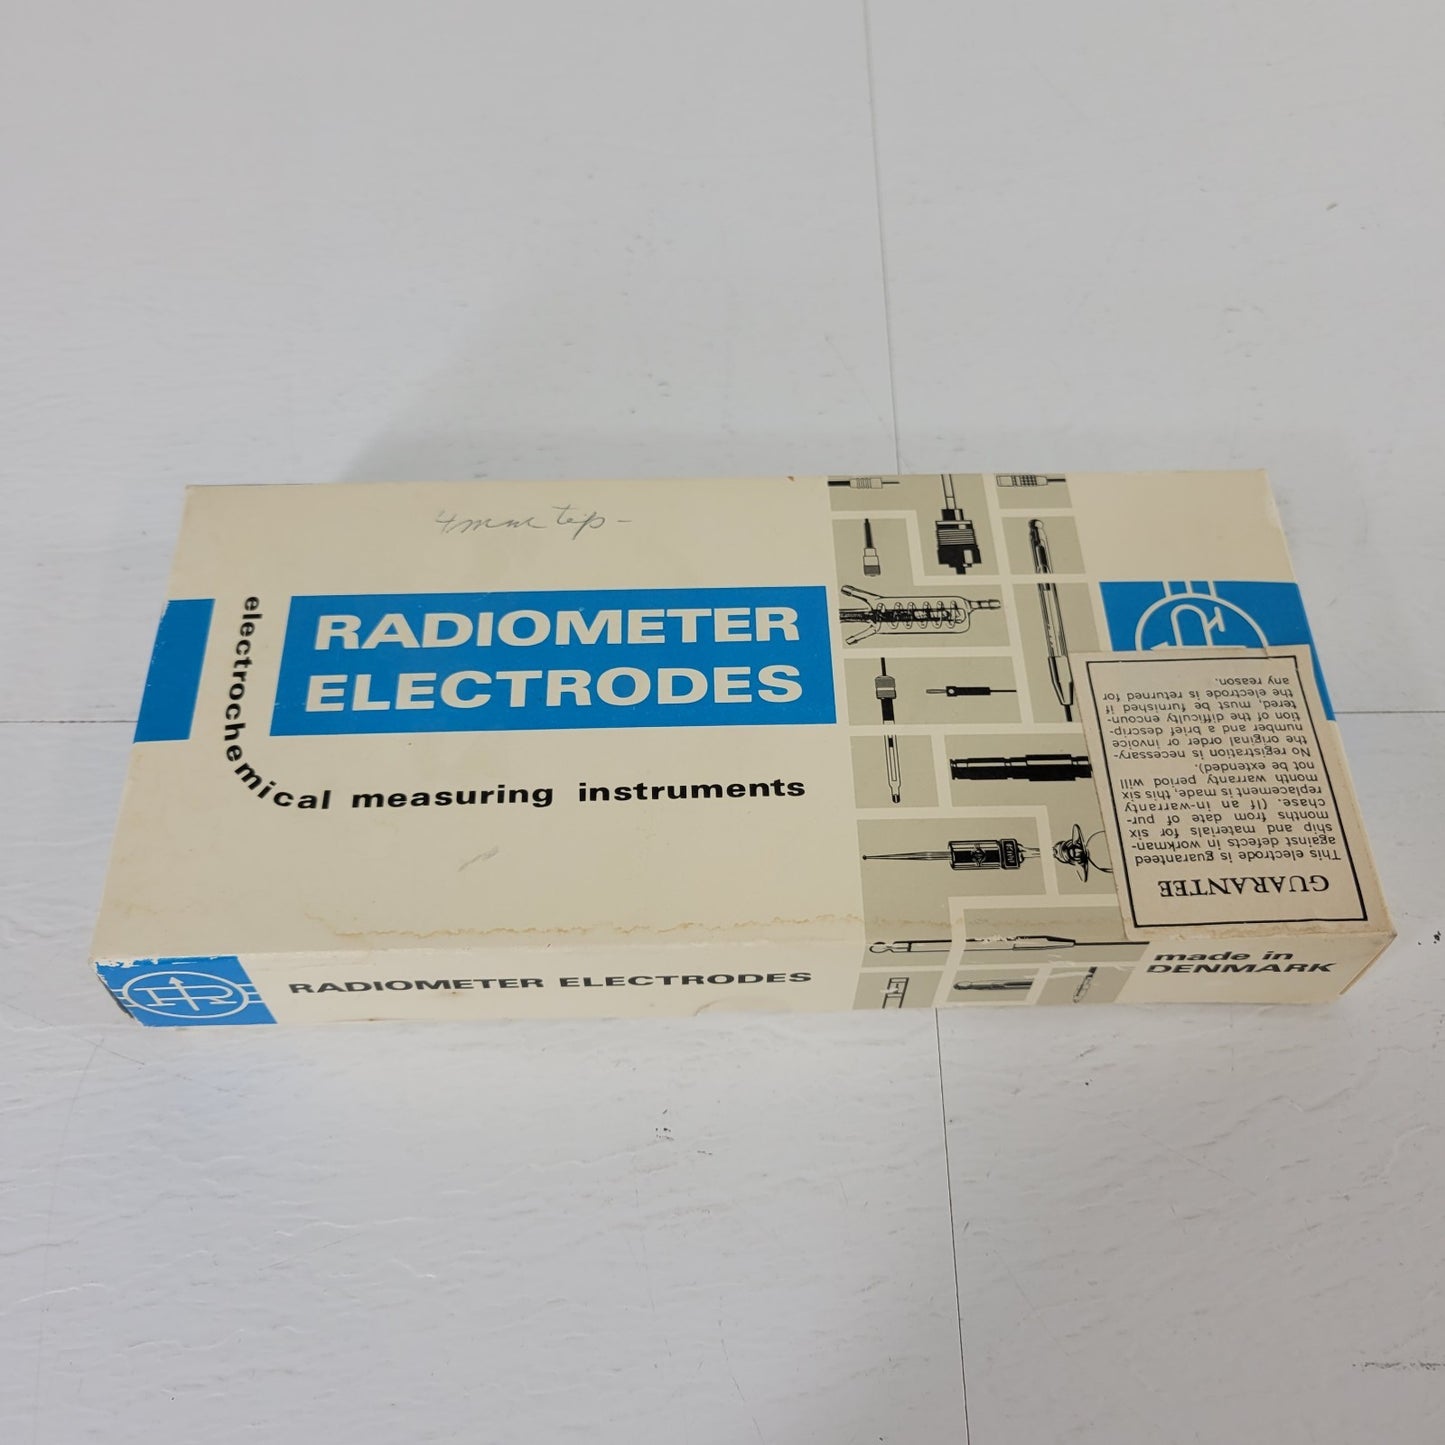 4mm tip -
RADIOMETER
ELECTRODES
electrochemical measuring instruments
GUARANTEE
This electrode is guaranteed
against defects in workman-
ship and materials for six
months from date of pur-
chase. (If an in-warranty
replacement is made, this six
month warranty period will
not be extended).
No registration is necessary-
the original order or invoice
number and a brief descrip-
tion of the difficulty encoun-
tered, must be furnished if
the electrode is returned for
any reason.
RADIOMETER ELECTRODES
made in
DENMARK